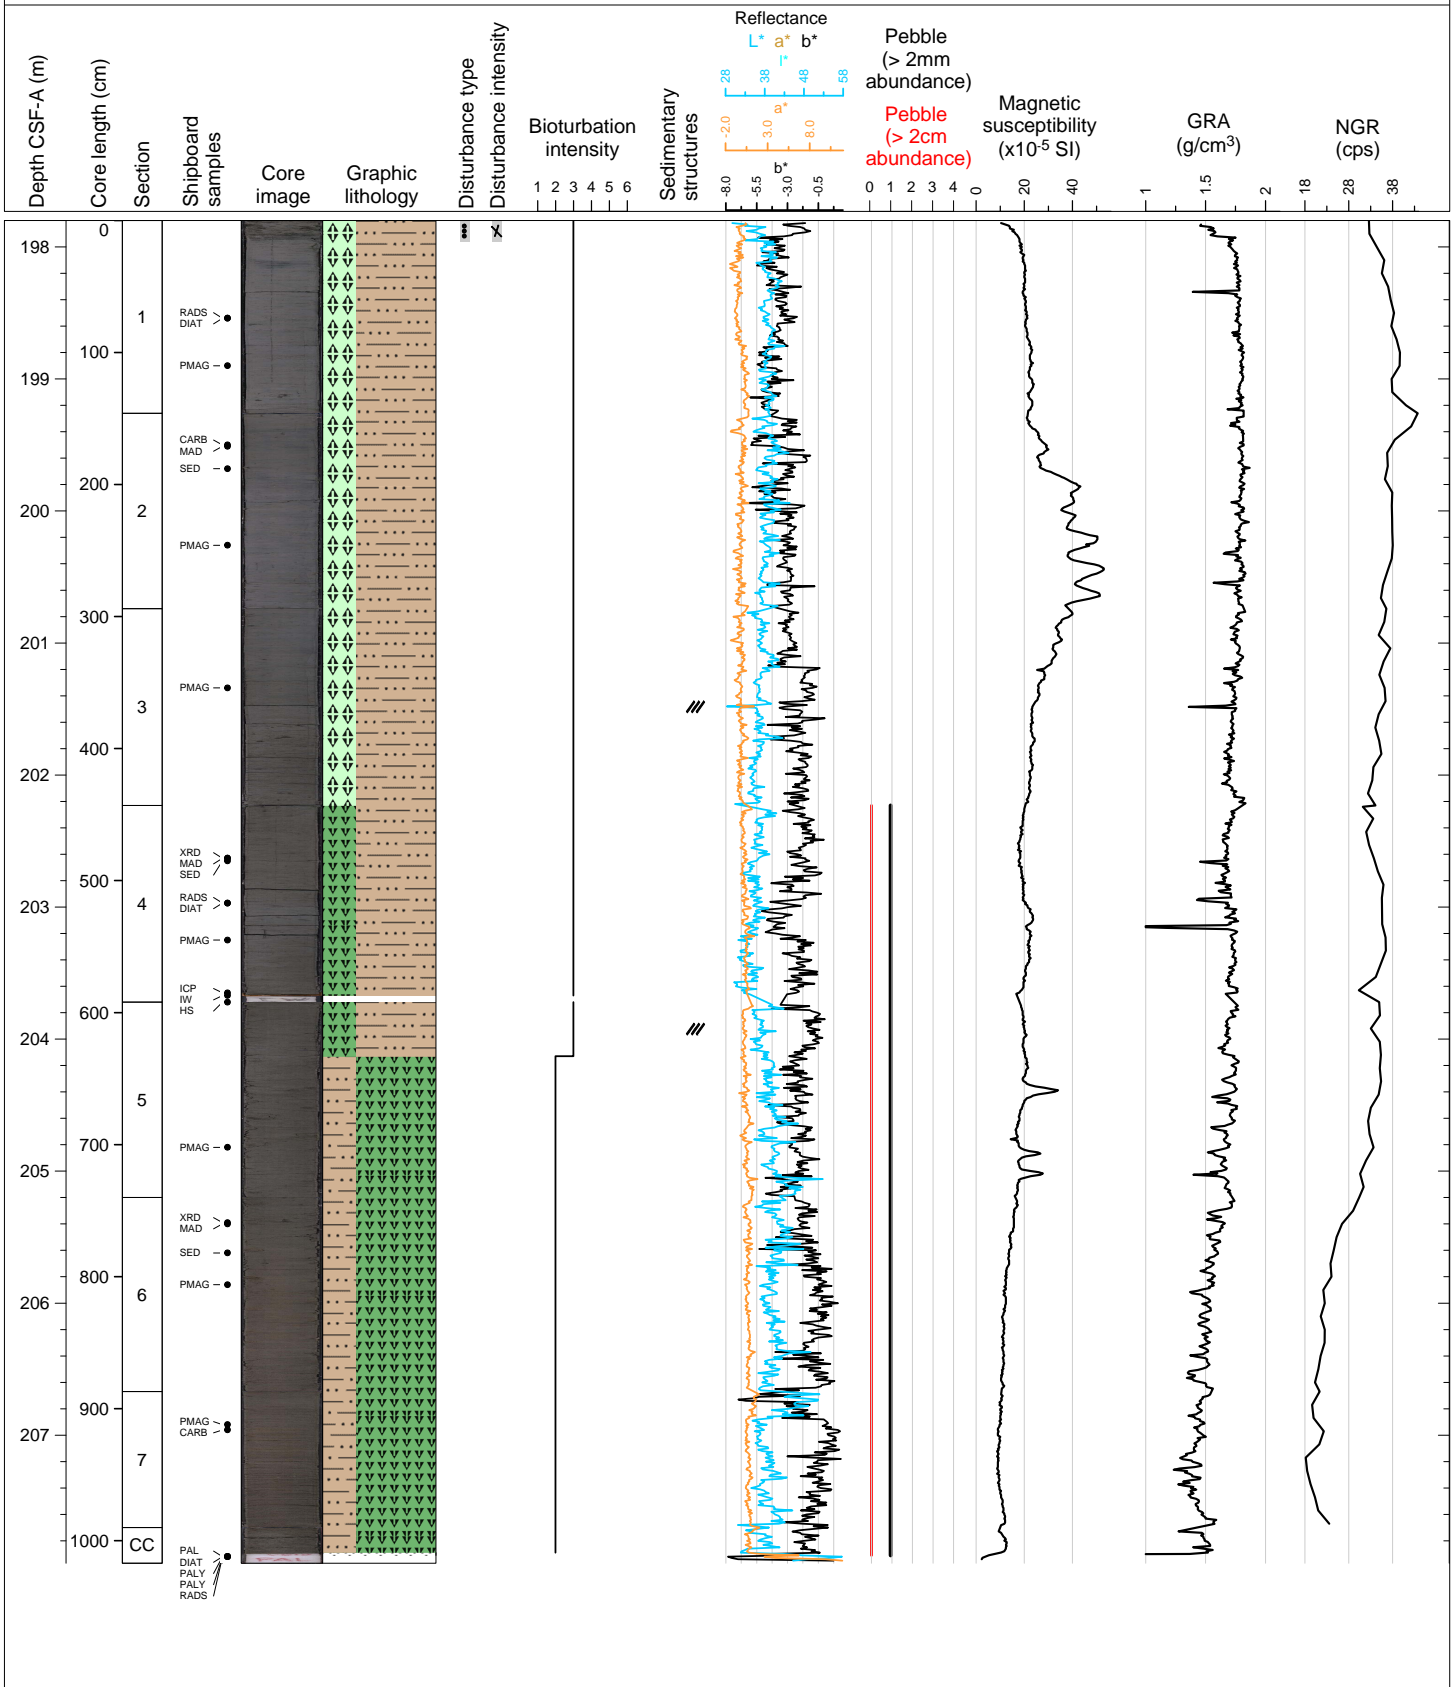 Depth CSF-A (m)
Core length (cm)
Section
Shipboard
samples
Core
image
Graphic
lithology
Disturbance type
Disturbance intensity
Bioturbation
intensity
1 2 3 4 5 6
Sedimentary
structures
Reflectance
L* a* b*
l*
28 38 48 58
a*
-2.0 3.0 8.0
b*
-8.0 -5.5 -3.0 -0.5
Pebble
(> 2mm
abundance)
Pebble
(> 2cm
abundance)
0 1 2 3 4
Magnetic
susceptibility
(x10-5 SI)
0 20 40
GRA
(g/cm3)
1 1.5 2
NGR
(cps)
18 28 38
0
198
1
RADS
DIAT
100
PMAG
199
CARB
MAD
SED
200
2
200
PMAG
300
201
PMAG
3
400
202
XRD
MAD
SED
500
RADS
DIAT
4
203
PMAG
ICP
IW
HS
600
204
5
700
PMAG
205
XRD
MAD
SED
800
PMAG
6
206
900
PMAG
CARB
207
7
1000
CC
PAL
DIAT
PALY
PALY
RADS